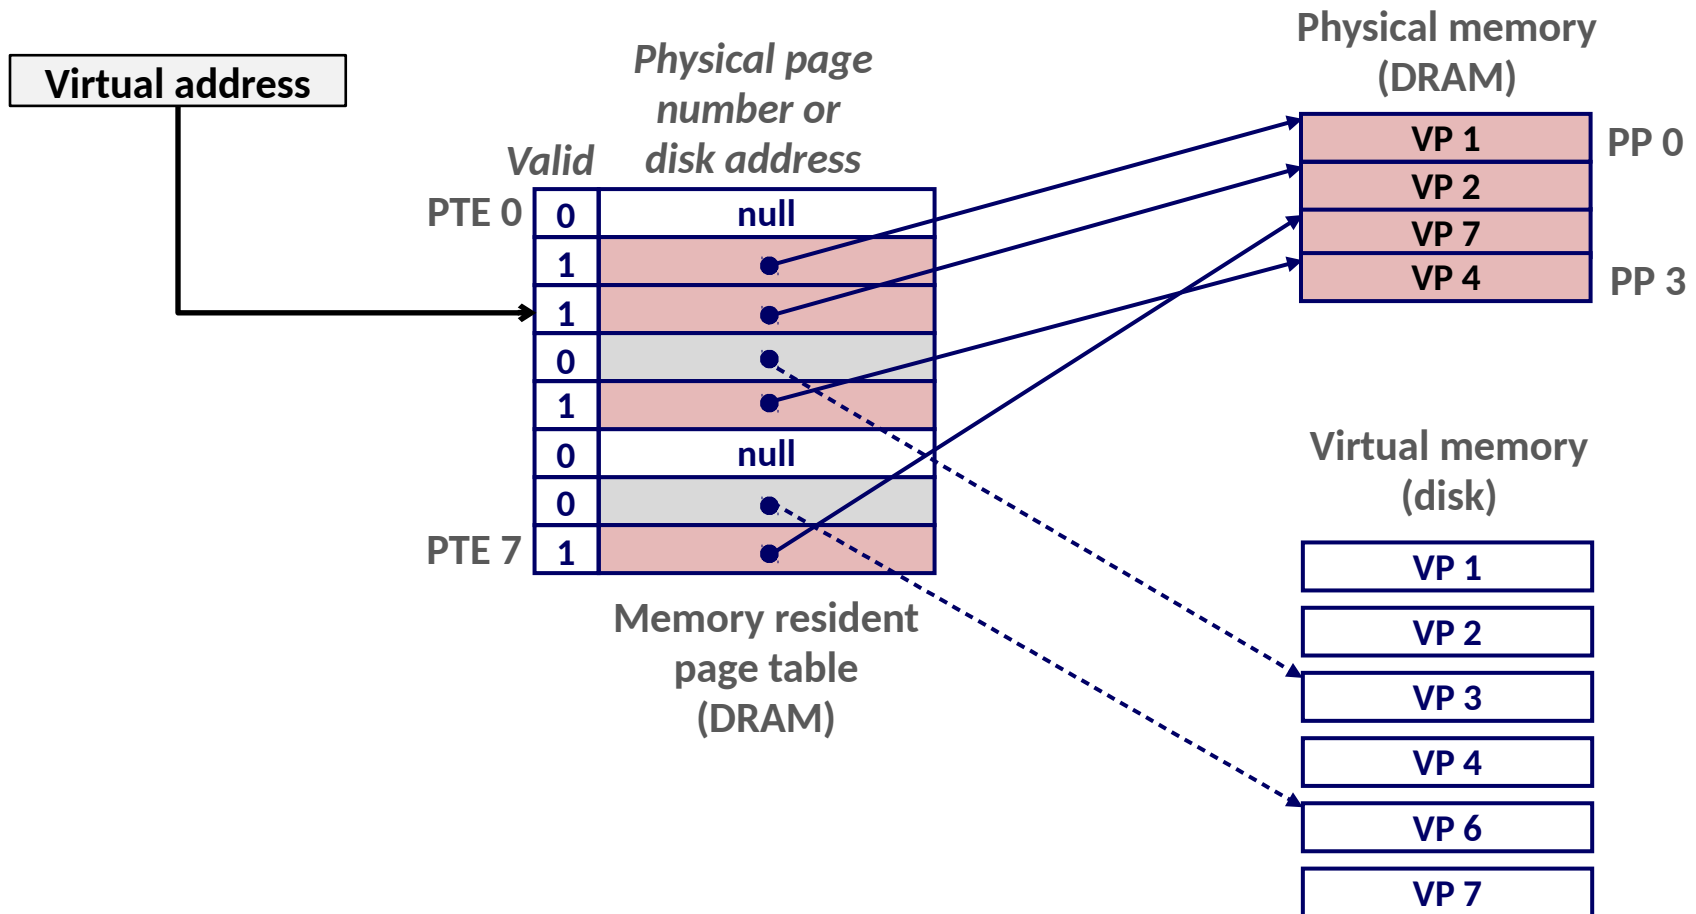 Virtual address
Physical page
number or
disk address
Valid
PTE 0
0
null
1
1
0
1
0
null
0
PTE 7
1
Memory resident
page table
(DRAM)
Physical memory
(DRAM)
VP 1
PP 0
VP 2
VP 7
VP 4
PP 3
Virtual memory
(disk)
VP 1
VP 2
VP 3
VP 4
VP 6
VP 7